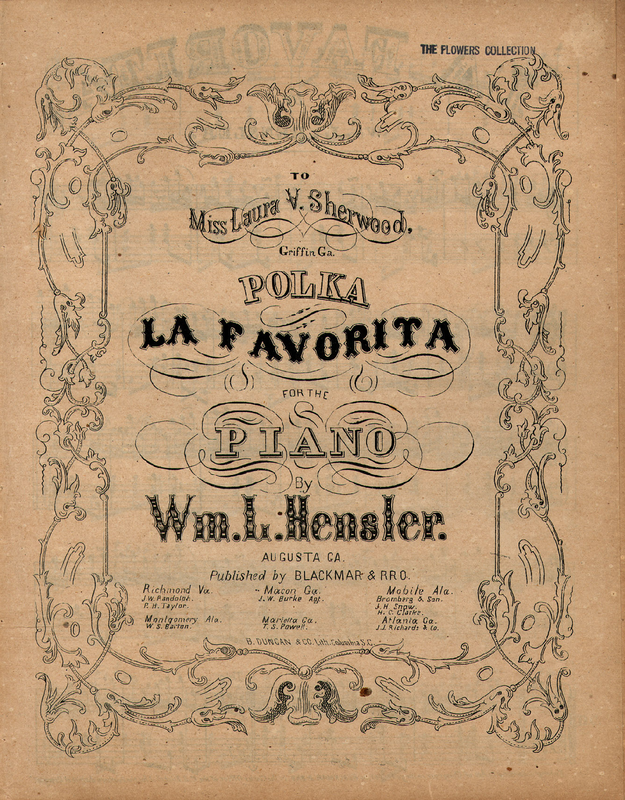 THE FLOWERS COLLECTION
TO
Miss Laura V. Sherwood,
Griffin Ga.
POLKA
LA FAVORITA
FOR THE
PIANO
By
Wm. L. Hensler.
AUGUSTA GA.
Published by BLACKMAR & BRO.
Richmond Va. Macon Ga. Mobile Ala.
J. W. Randolph. J. W. Burke Agt. Bromberg & Son.
P. H. Taylor. J. H. Snow.
N. C. Clarke.
Montgomery Ala. Marietta Ga. Atlanta Ga.
W. S. Barton. T. S. Powell. J. J. Richards & Co.
B. DUNCAN & CO. Lith. Columbia S.C.